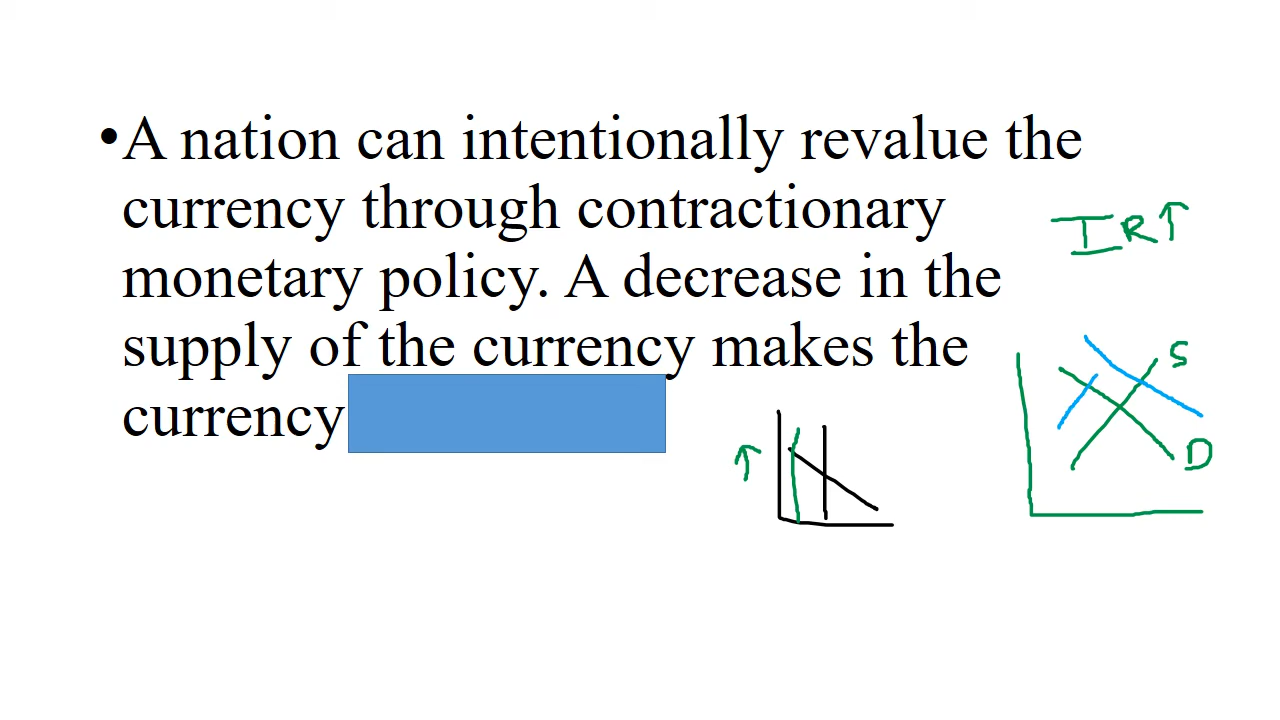 •A nation can intentionally revalue the
currency through contractionary
monetary policy. A decrease in the
supply of the currency makes the
currency
IR↑
S
D
↑